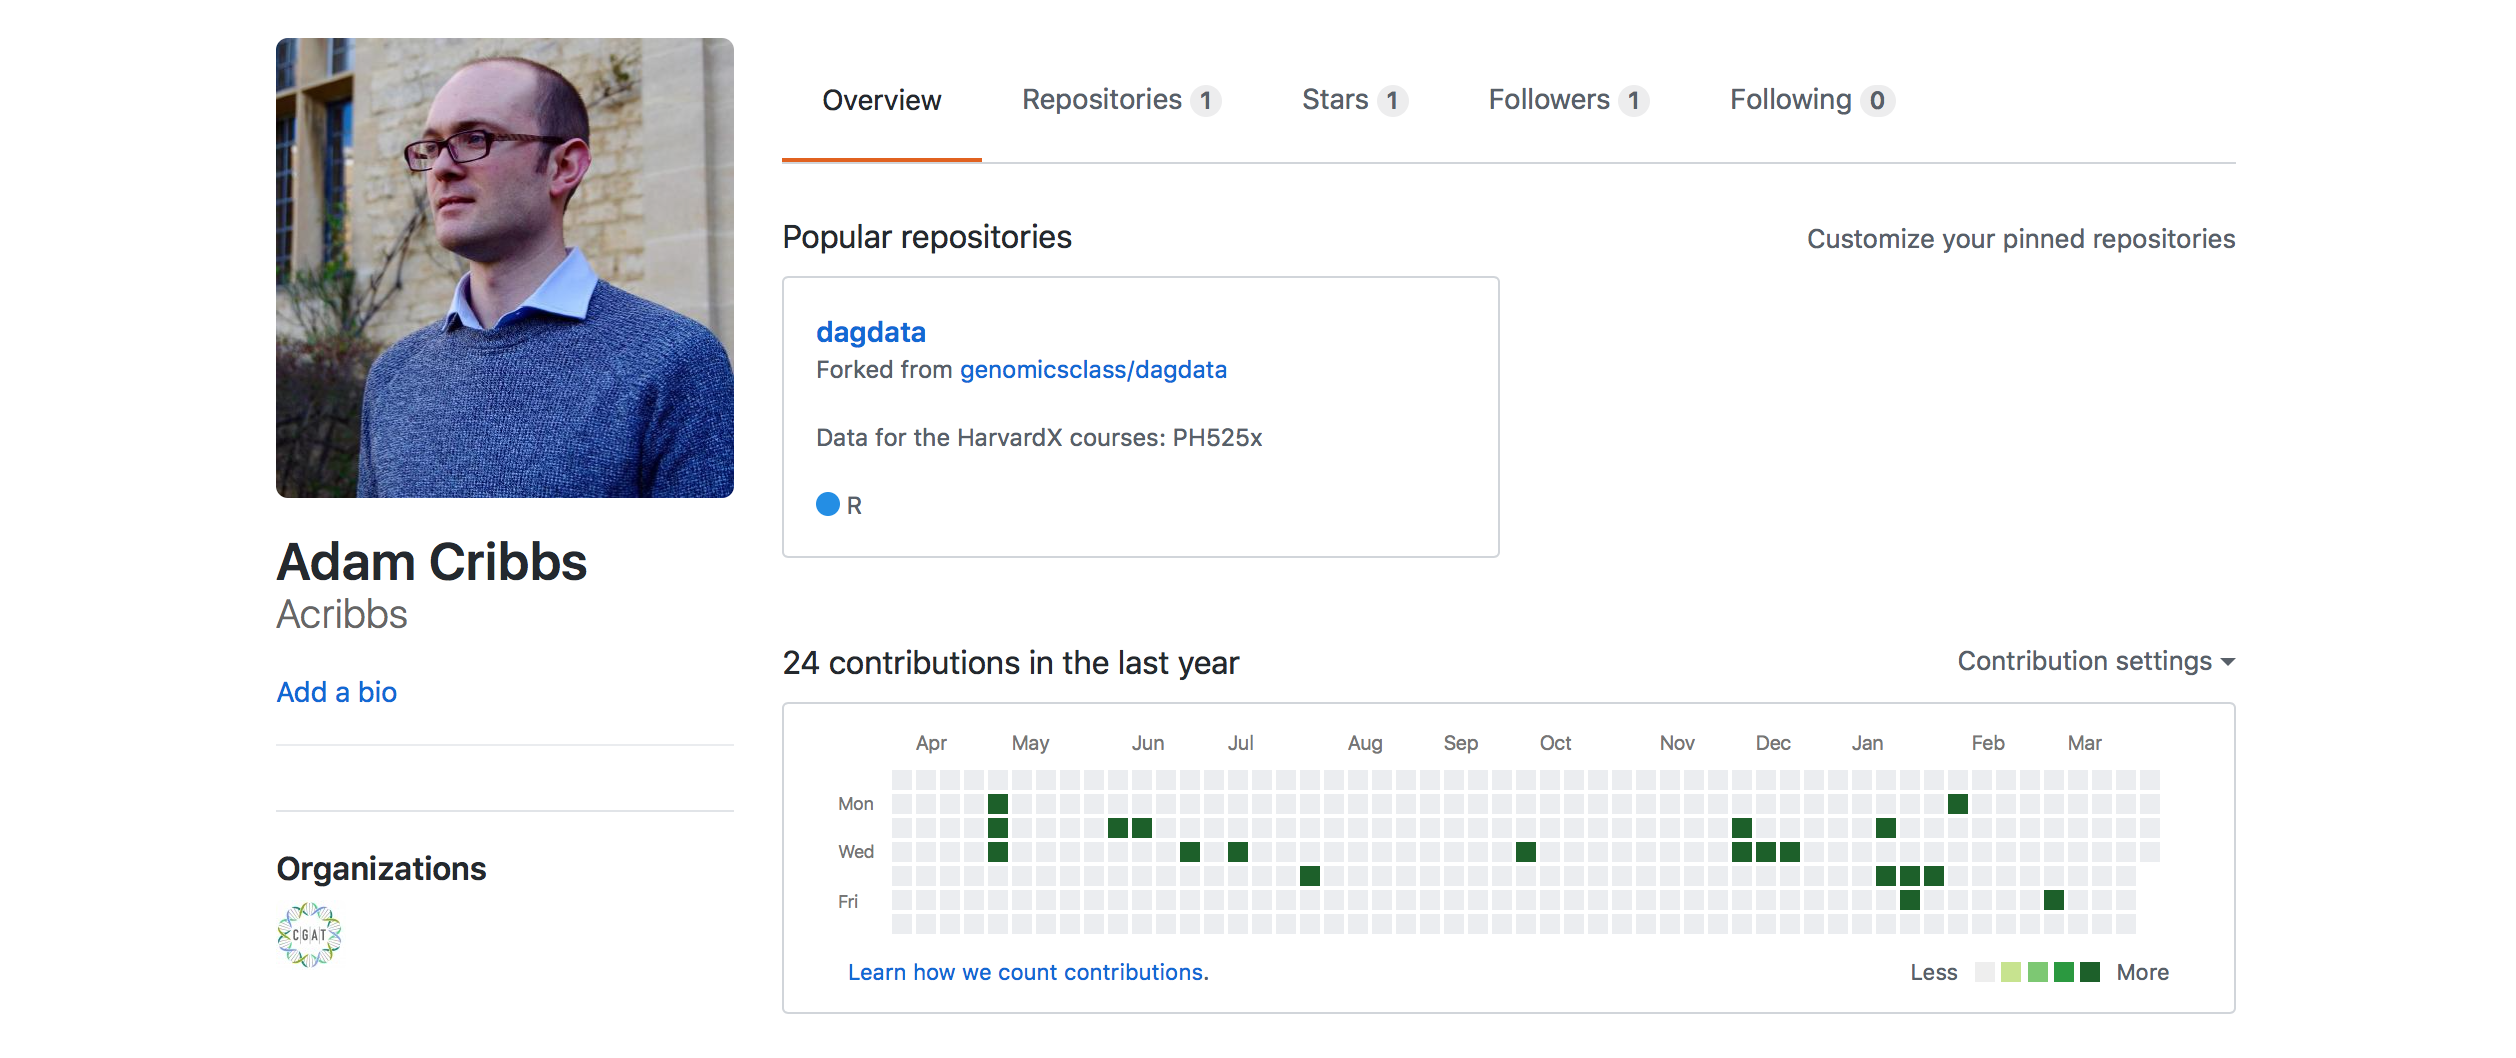 Overview
Repositories 1
Stars 1
Followers 1
Following 0
Popular repositories
Customize your pinned repositories
dagdata
Forked from genomicsclass/dagdata
Data for the HarvardX courses: PH525x
R
Adam Cribbs
Acribbs
Add a bio
Organizations
CGAT
24 contributions in the last year
Contribution settings
Apr May Jun Jul Aug Sep Oct Nov Dec Jan Feb Mar
Mon
Wed
Fri
Learn how we count contributions.
Less More